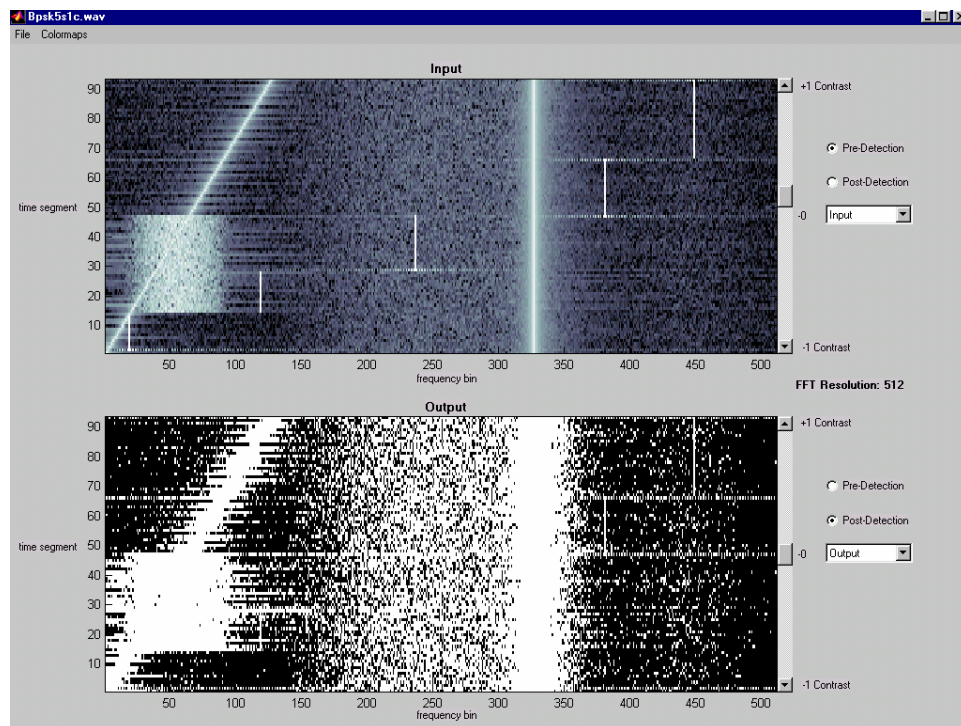 Bpsk5s1c.wav
File Colormaps
Input
90
80
70
60
50
40
30
20
10
time segment
50 100 150 200 250 300 350 400 450 500
frequency bin
+1 Contrast
Pre-Detection
Post-Detection
-0
Input
-1 Contrast
FFT Resolution: 512
Output
90
80
70
60
50
40
30
20
10
time segment
50 100 150 200 250 300 350 400 450 500
frequency bin
+1 Contrast
Pre-Detection
Post-Detection
-0
Output
-1 Contrast